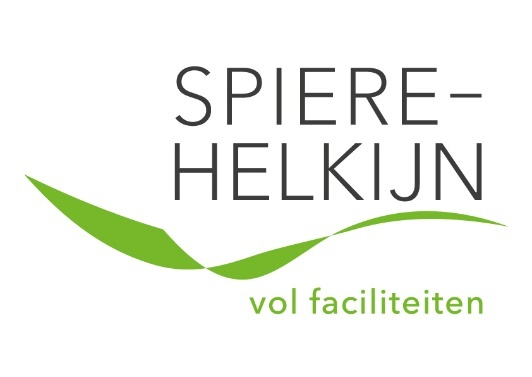 SPIERE–
HELKIJN
vol faciliteiten